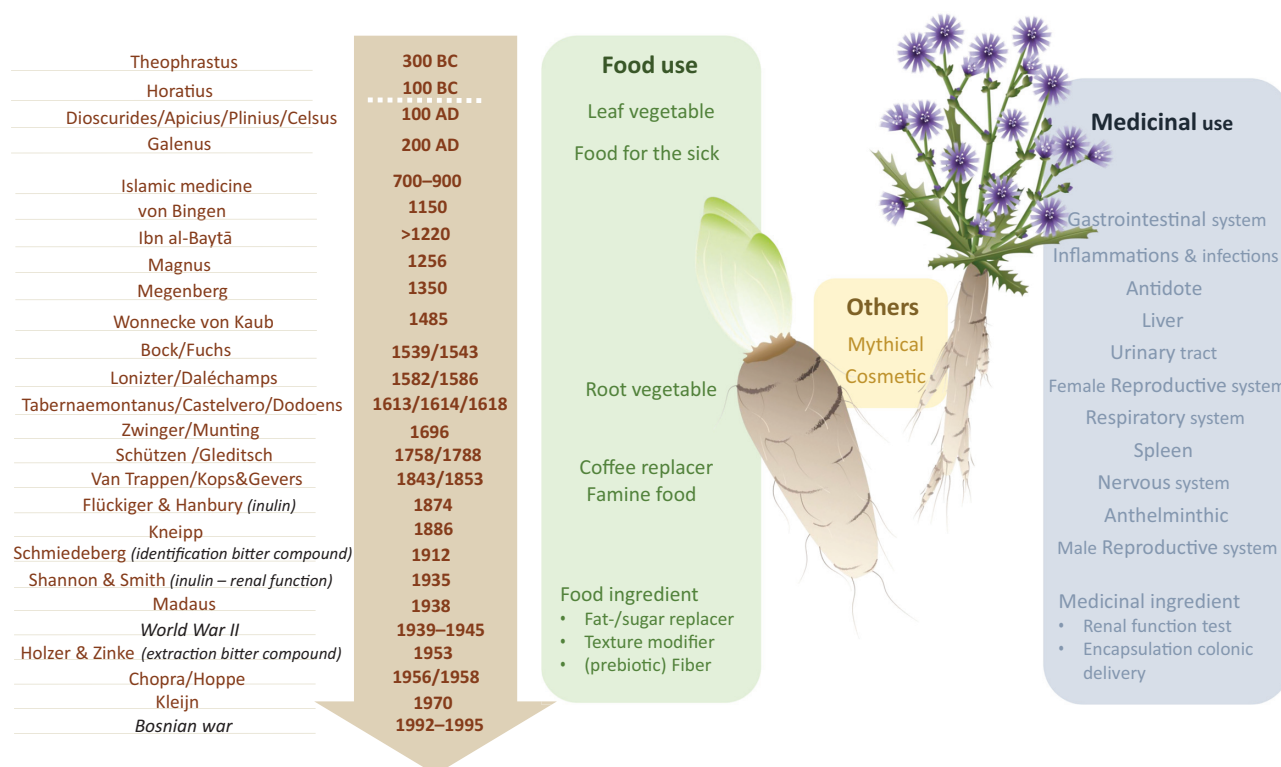 Theophrastus 300 BC
Horatius 100 BC
Dioscurides/Apicius/Plinius/Celsus 100 AD
Galenus 200 AD
Islamic medicine 700–900
von Bingen 1150
Ibn al-Baytā >1220
Magnus 1256
Megenberg 1350
Wonnecke von Kaub 1485
Bock/Fuchs 1539/1543
Lonizter/Daléchamps 1582/1586
Tabernaemontanus/Castelvero/Dodoens 1613/1614/1618
Zwinger/Munting 1696
Schützen /Gleditsch 1758/1788
Van Trappen/Kops&Gevers 1843/1853
Flückiger & Hanbury (inulin) 1874
Kneipp 1886
Schmiedeberg (identification bitter compound) 1912
Shannon & Smith (inulin – renal function) 1935
Madaus 1938
World War II 1939–1945
Holzer & Zinke (extraction bitter compound) 1953
Chopra/Hoppe 1956/1958
Kleijn 1970
Bosnian war 1992–1995
Food use
Leaf vegetable
Food for the sick
Root vegetable
Coffee replacer
Famine food
Food ingredient
• Fat-/sugar replacer
• Texture modifier
• (prebiotic) Fiber
Others
Mythical
Cosmetic
Medicinal use
Gastrointestinal system
Inflammations & infections
Antidote
Liver
Urinary tract
Female Reproductive system
Respiratory system
Spleen
Nervous system
Anthelminthic
Male Reproductive system
Medicinal ingredient
• Renal function test
• Encapsulation colonic
delivery